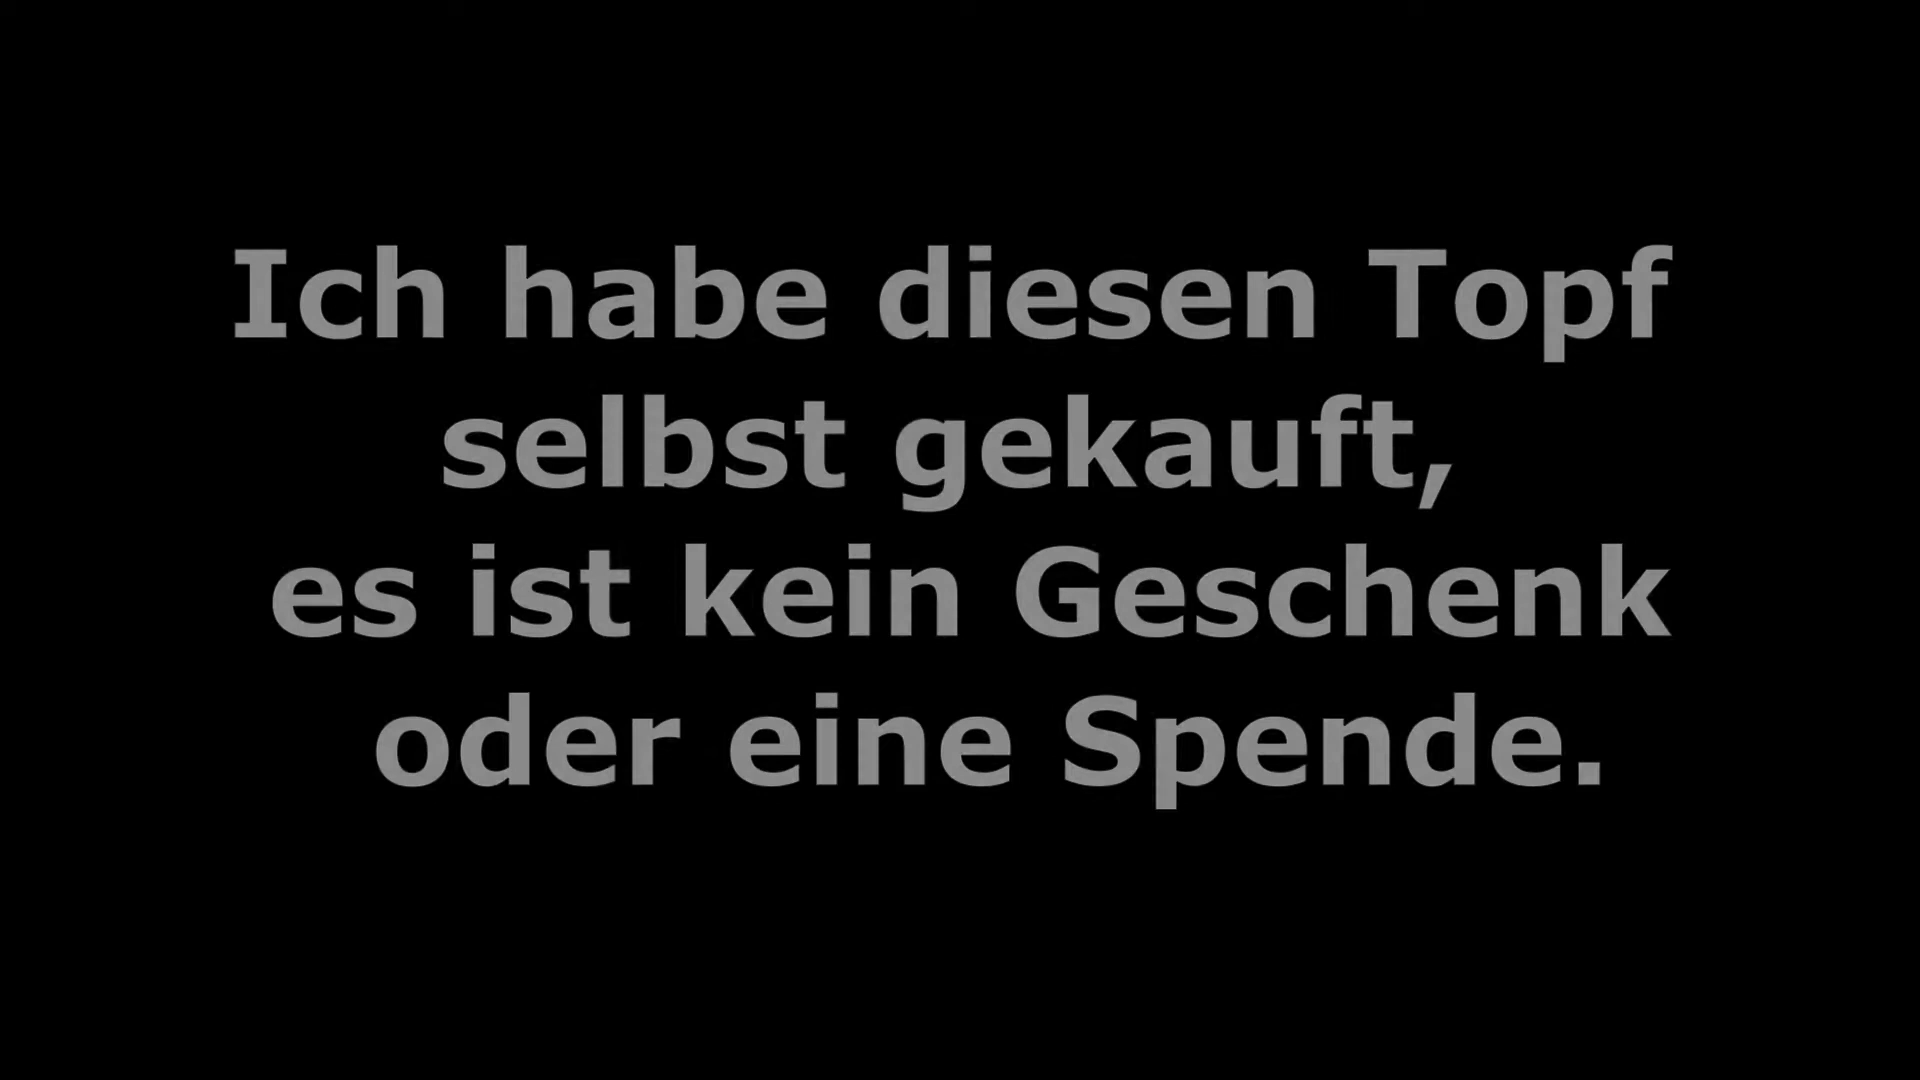 Ich habe diesen Topf
selbst gekauft,
es ist kein Geschenk
oder eine Spende.